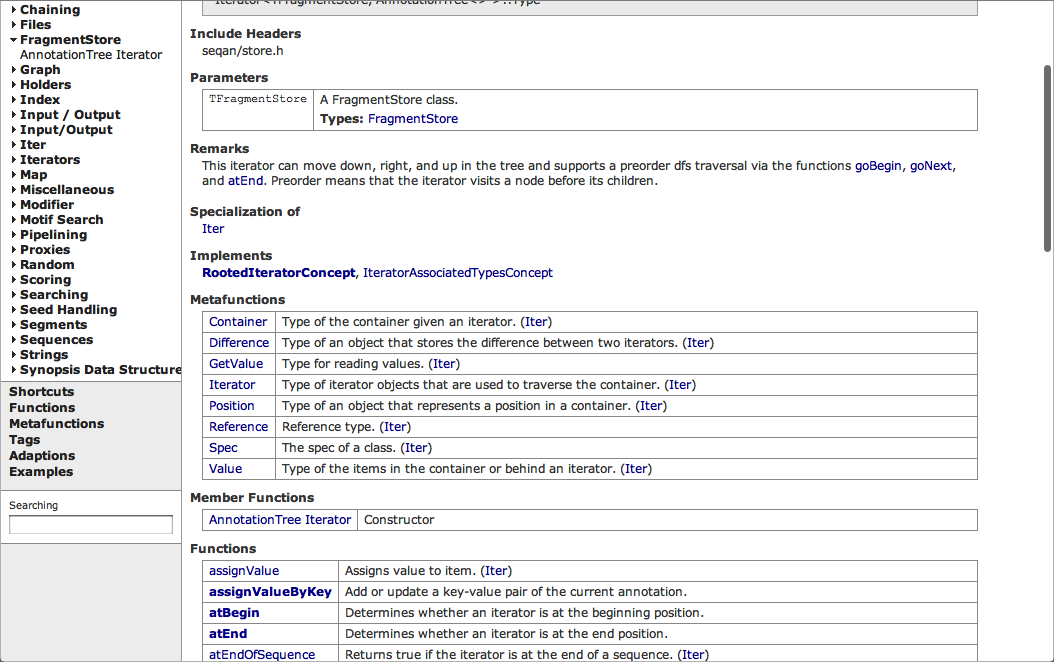 Chaining
Files
FragmentStore
AnnotationTree Iterator
Graph
Holders
Index
Input / Output
Input/Output
Iter
Iterators
Map
Miscellaneous
Modifier
Motif Search
Pipelining
Proxies
Random
Scoring
Searching
Seed Handling
Segments
Sequences
Strings
Synopsis Data Structure
Shortcuts
Functions
Metafunctions
Tags
Adaptions
Examples
Searching
Iterator<TFragmentStore, AnnotationTree<> >::Type
Include Headers
seqan/store.h
Parameters
TFragmentStore A FragmentStore class.
Types: FragmentStore
Remarks
This iterator can move down, right, and up in the tree and supports a preorder dfs traversal via the functions goBegin, goNext,
and atEnd. Preorder means that the iterator visits a node before its children.
Specialization of
Iter
Implements
RootedIteratorConcept, IteratorAssociatedTypesConcept
Metafunctions
Container Type of the container given an iterator. (Iter)
Difference Type of an object that stores the difference between two iterators. (Iter)
GetValue Type for reading values. (Iter)
Iterator Type of iterator objects that are used to traverse the container. (Iter)
Position Type of an object that represents a position in a container. (Iter)
Reference Reference type. (Iter)
Spec The spec of a class. (Iter)
Value Type of the items in the container or behind an iterator. (Iter)
Member Functions
AnnotationTree Iterator Constructor
Functions
assignValue Assigns value to item. (Iter)
assignValueByKey Add or update a key-value pair of the current annotation.
atBegin Determines whether an iterator is at the beginning position.
atEnd Determines whether an iterator is at the end position.
atEndOfSequence Returns true if the iterator is at the end of a sequence. (Iter)